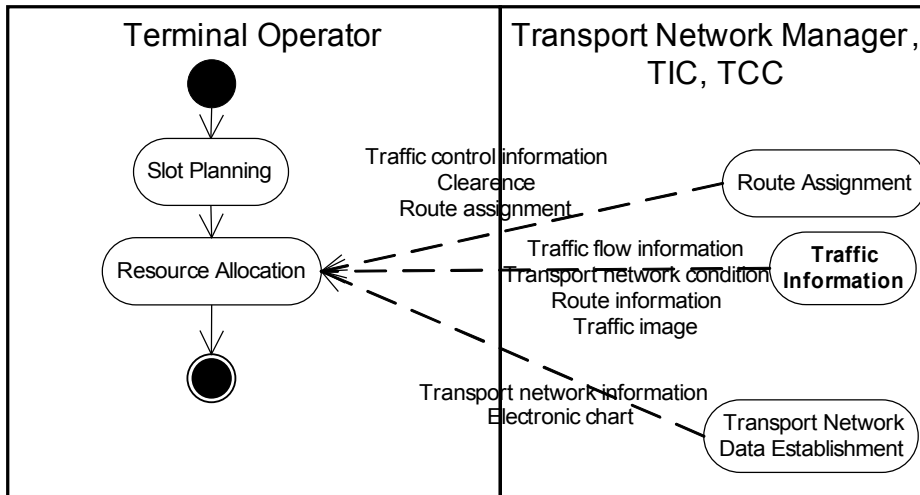 Terminal Operator
Transport Network Manager,
TIC, TCC
Slot Planning
Resource Allocation
Traffic control information
Clearence
Route assignment
Route Assignment
Traffic flow information
Transport network condition
Route information
Traffic image
Traffic
Information
Transport network information
Electronic chart
Transport Network
Data Establishment